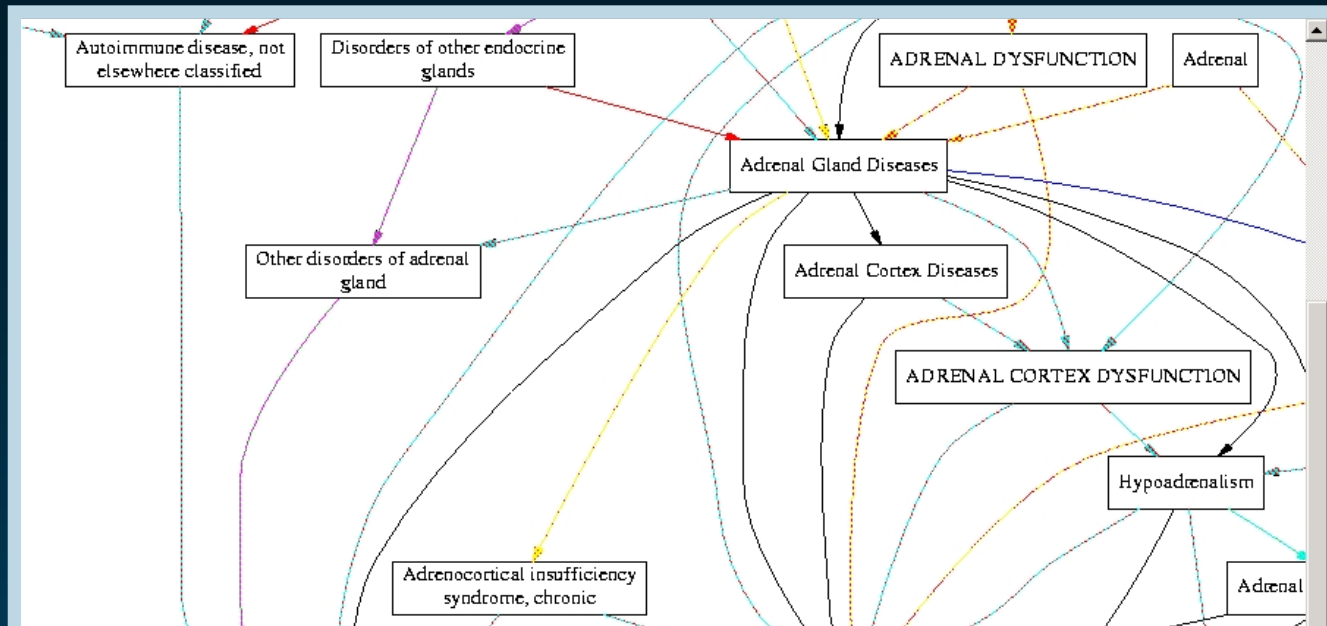 Autoimmune disease, not
elsewhere classified
Disorders of other endocrine
glands
ADRENAL DYSFUNCTION
Adrenal
Adrenal Gland Diseases
Other disorders of adrenal
gland
Adrenal Cortex Diseases
ADRENAL CORTEX DYSFUNCTION
Hypoadrenalism
Adrenocortical insufficiency
syndrome, chronic
Adrenal